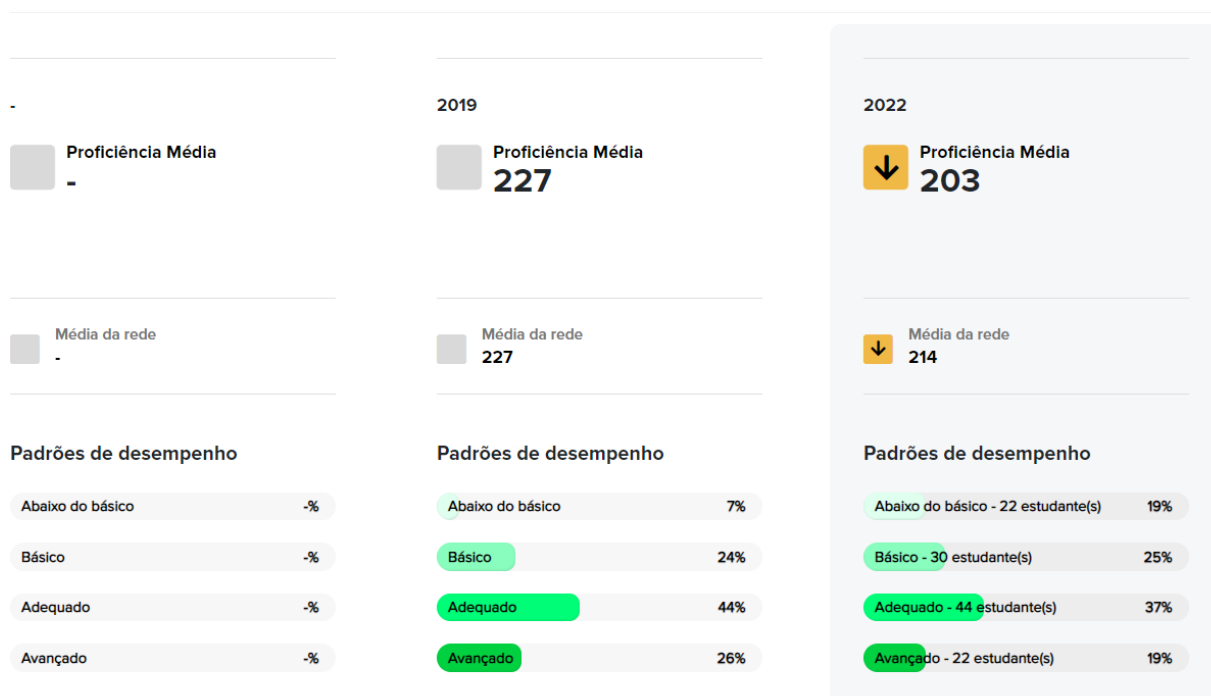 -
Proficiência Média
-
Média da rede
-
Padrões de desempenho
Abaixo do básico -%
Básico -%
Adequado -%
Avançado -%
2019
Proficiência Média
227
Média da rede
227
Padrões de desempenho
Abaixo do básico 7%
Básico 24%
Adequado 44%
Avançado 26%
2022
Proficiência Média
203
Média da rede
214
Padrões de desempenho
Abaixo do básico - 22 estudante(s) 19%
Básico - 30 estudante(s) 25%
Adequado - 44 estudante(s) 37%
Avançado - 22 estudante(s) 19%